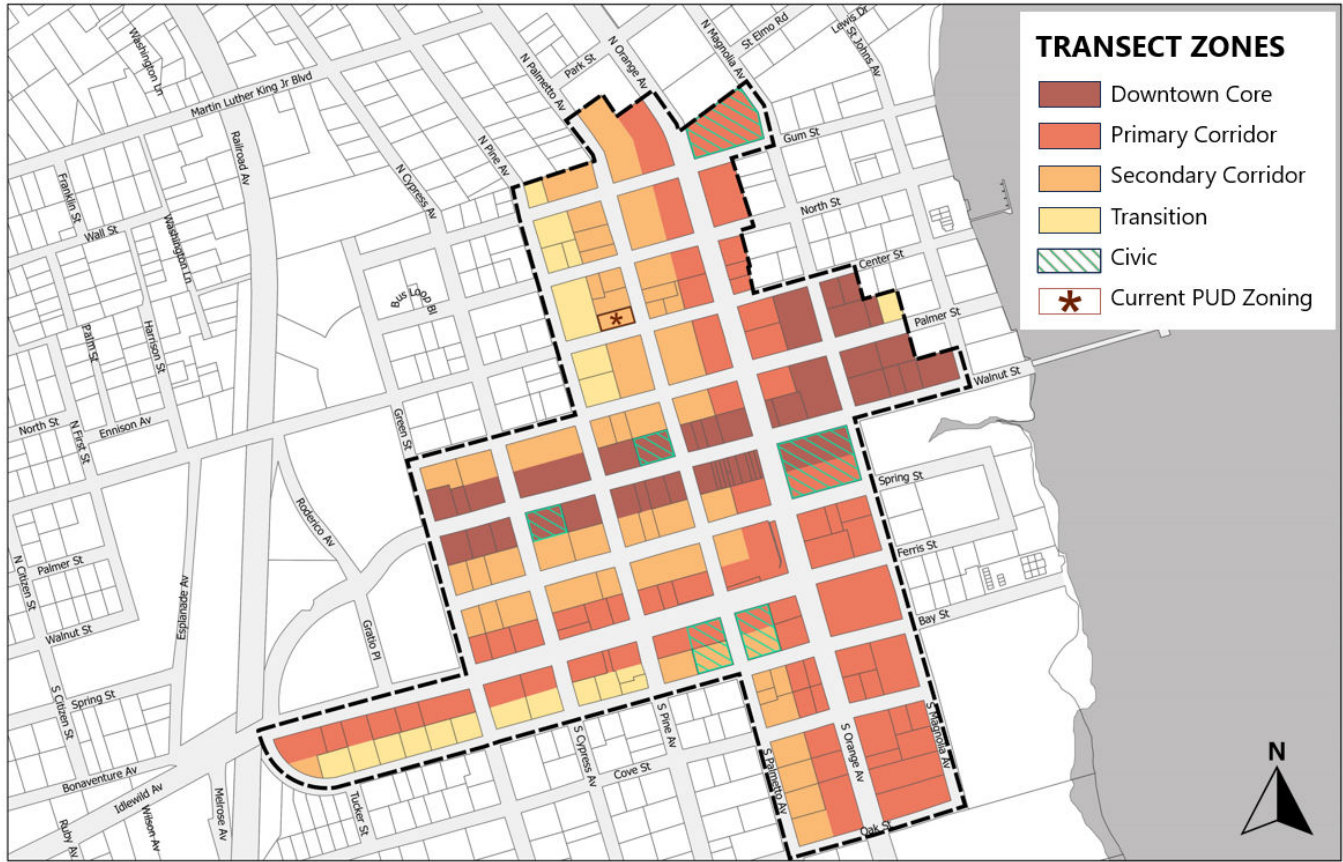 TRANSECT ZONES
Downtown Core
Primary Corridor
Secondary Corridor
Transition
Civic
* Current PUD Zoning
Washington Ln
Martin Luther King Jr Blvd
Railroad Av
N Palmetto Av
Park St
N Orange Av
N Magnolia Av
St Elmo Rd
Lewis Dr
St Johns Av
N Pine Av
N Cypress Av
Gum St
Franklin St
Wall St
Washington Ln
North St
Center St
Bus Loop Bl
Palm St
Harrison St
*
Palmer St
Walnut St
North St
N First St
Ennison Av
Green St
Roderico Av
Spring St
Ferris St
N Citizen St
Palmer St
Esplanade Av
Walnut St
Gratio Pl
Bay St
Spring St
S Citizen St
S Pine Av
S Cypress Av
S Palmetto Av
S Orange Av
S Magnolia Av
Cove St
Bonaventure Av
Idlewild Av
Melrose Av
Wilson Av
Ruby Av
Tucker St
Oak St
N